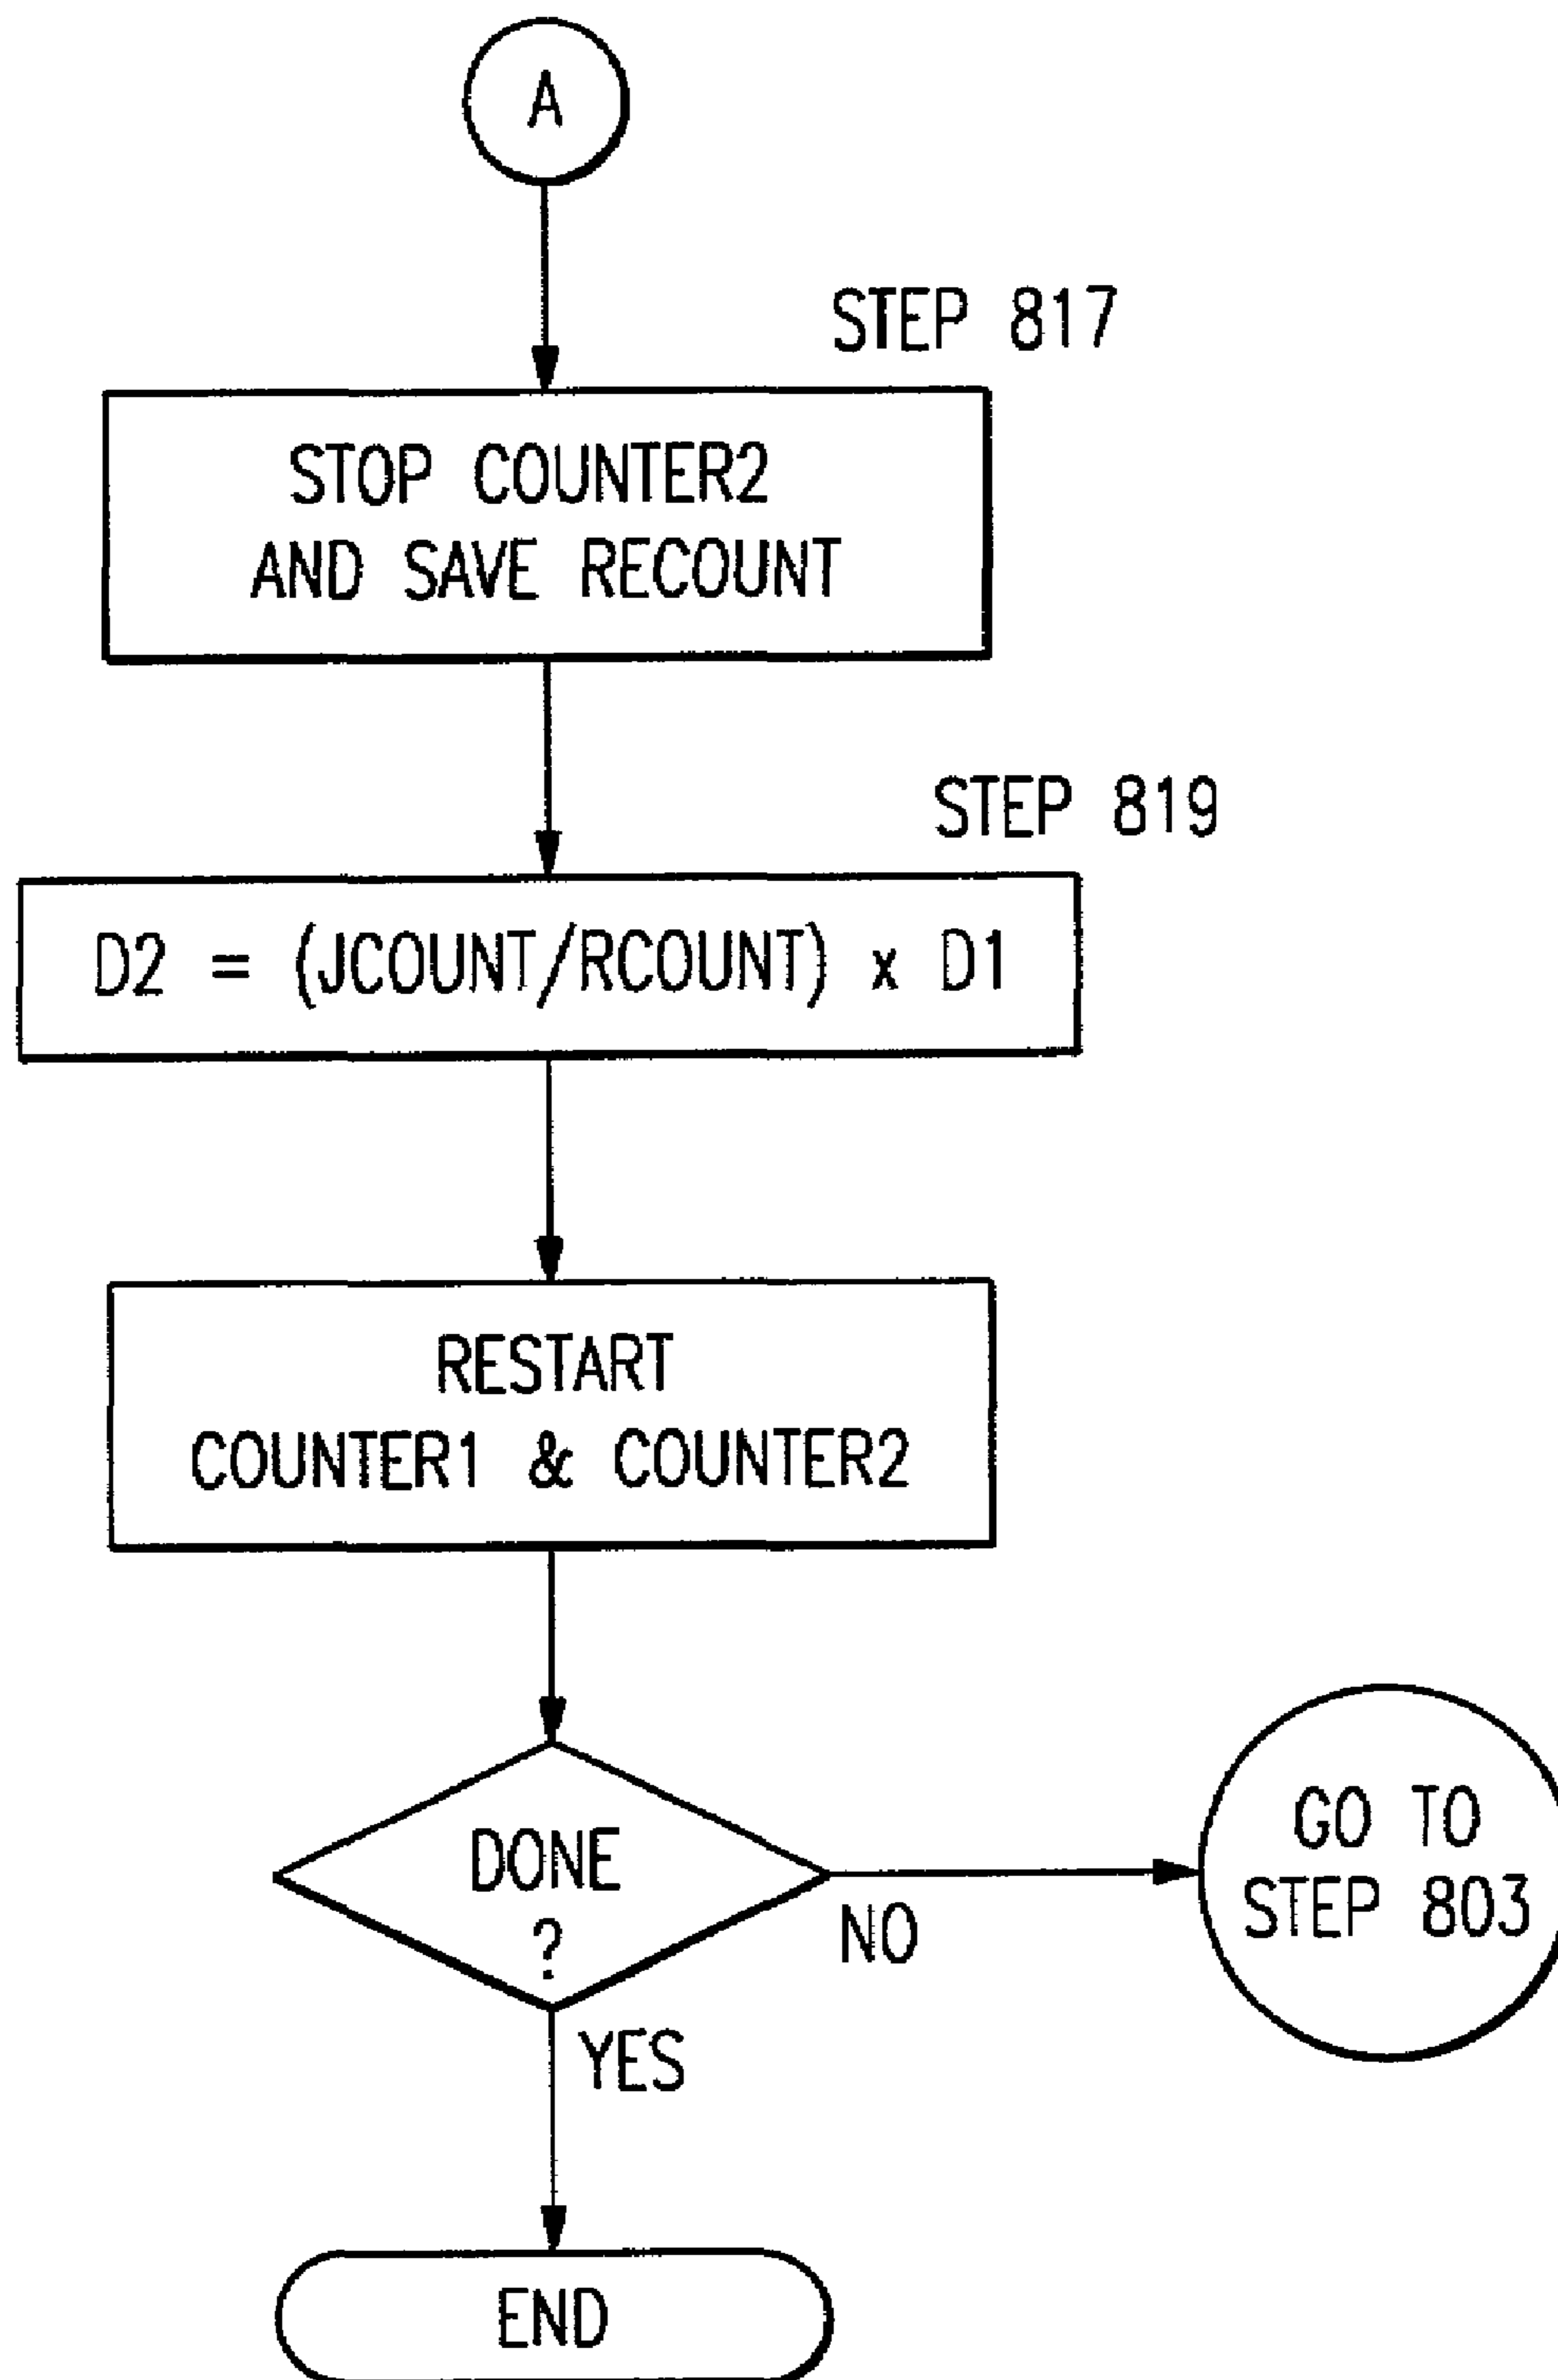 A
STEP 817
STOP COUNTER2
AND SAVE RECOUNT
STEP 819
D2 = (JCOUNT/RCOUNT) x D1
RESTART
COUNTER1 & COUNTER2
DONE
?
NO
GO TO
STEP 803
YES
END